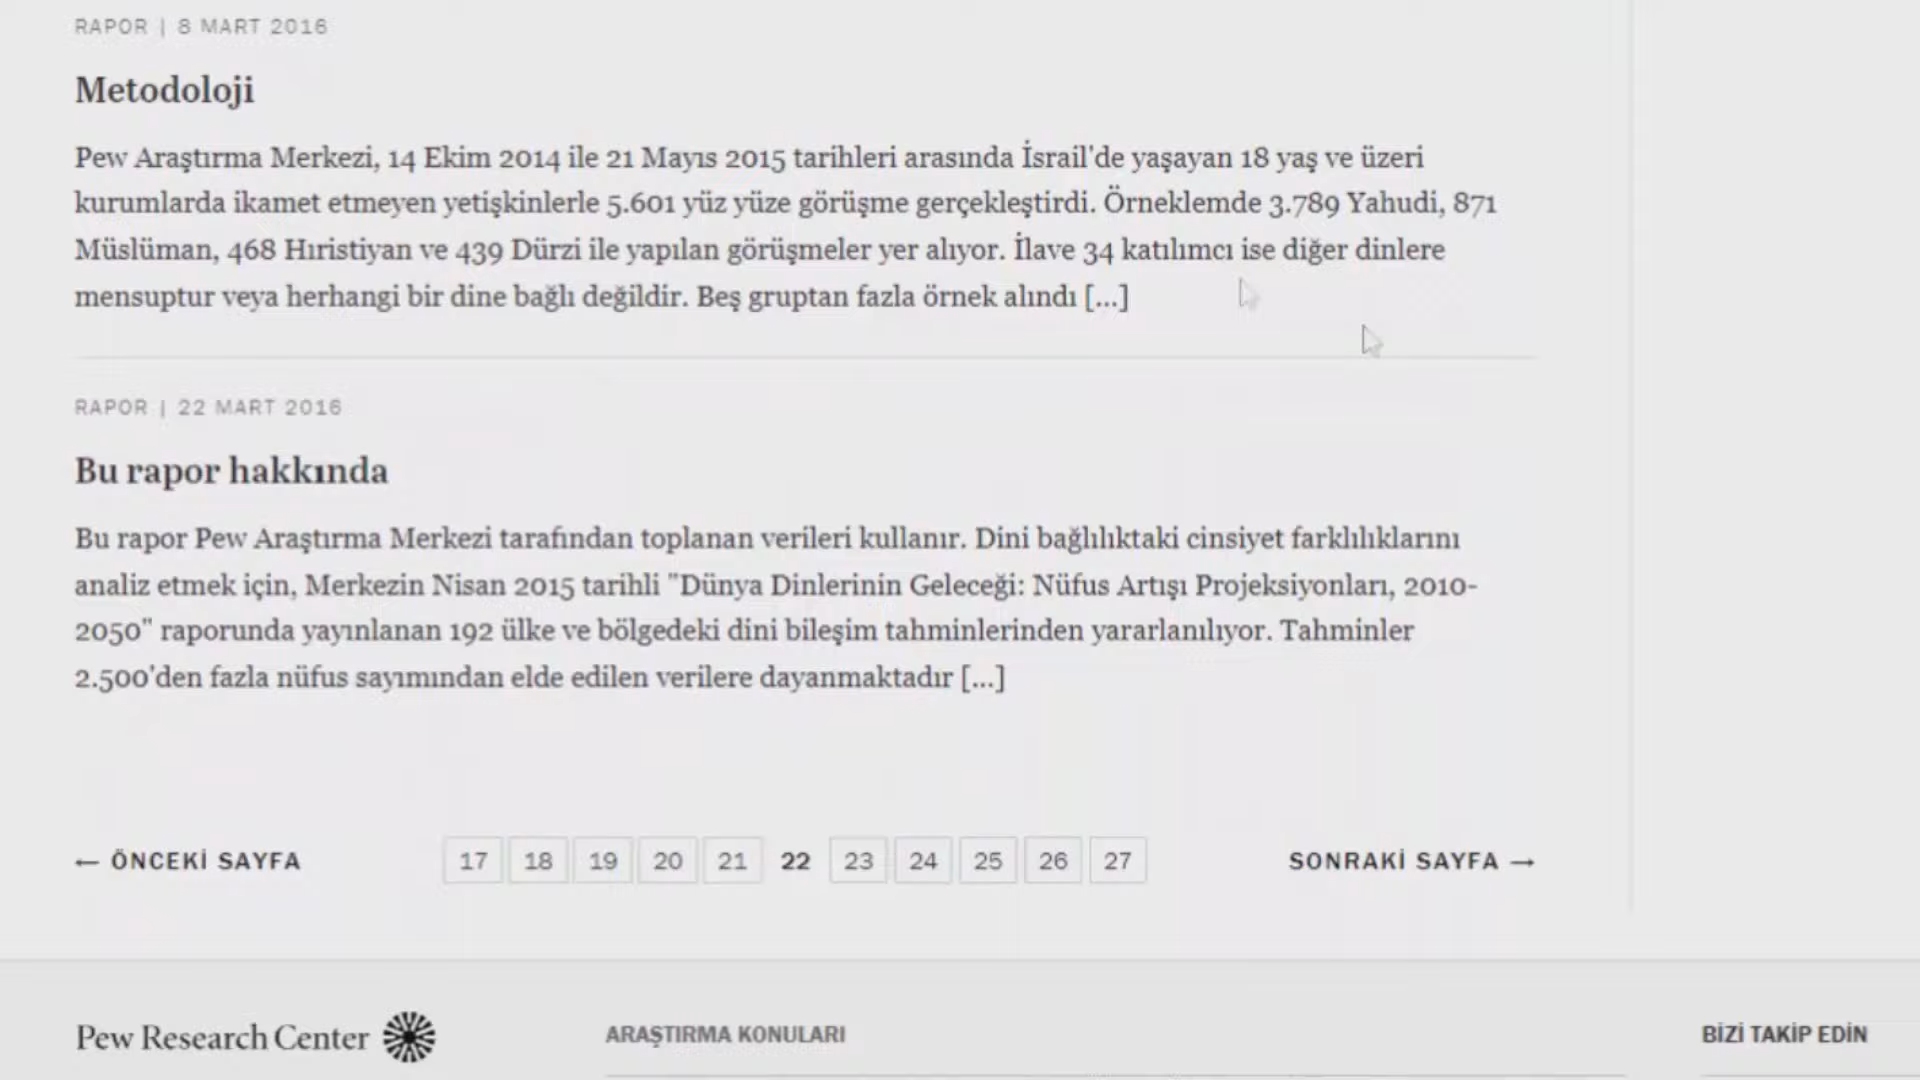 RAPOR | 8 MART 2016
Metodoloji
Pew Araştırma Merkezi, 14 Ekim 2014 ile 21 Mayıs 2015 tarihleri arasında İsrail'de yaşayan 18 yaş ve üzeri
kurumlarda ikamet etmeyen yetişkinlerle 5.601 yüz yüze görüşme gerçekleştirdi. Örneklemde 3.789 Yahudi, 871
Müslüman, 468 Hıristiyan ve 439 Dürzi ile yapılan görüşmeler yer alıyor. İlave 34 katılımcı ise diğer dinlere
mensuptur veya herhangi bir dine bağlı değildir. Beş gruptan fazla örnek alındı [...]
RAPOR | 22 MART 2016
Bu rapor hakkında
Bu rapor Pew Araştırma Merkezi tarafından toplanan verileri kullanır. Dini bağlılıktaki cinsiyet farklılıklarını
analiz etmek için, Merkezin Nisan 2015 tarihli "Dünya Dinlerinin Geleceği: Nüfus Artışı Projeksiyonları, 2010-
2050" raporunda yayınlanan 192 ülke ve bölgedeki dini bileşim tahminlerinden yararlanılıyor. Tahminler
2.500'den fazla nüfus sayımından elde edilen verilere dayanmaktadır [...]
← ÖNCEKİ SAYFA 17 18 19 20 21 22 23 24 25 26 27 SONRAKİ SAYFA →
Pew Research Center ARAŞTIRMA KONULARI BİZİ TAKİP EDİN